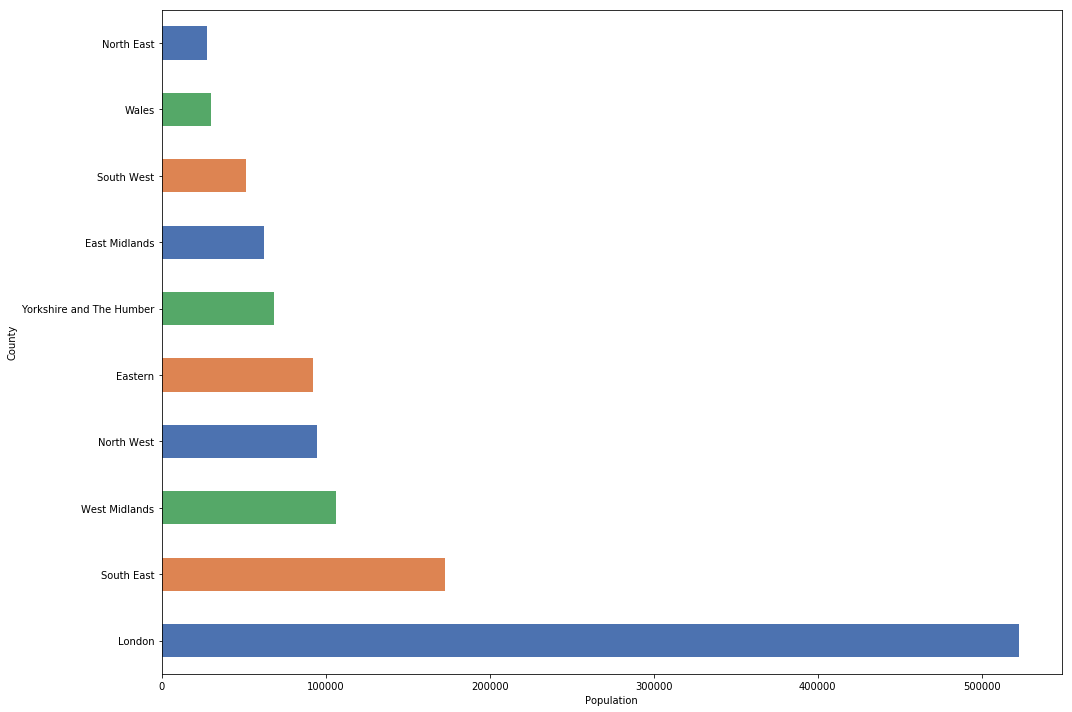 North East
Wales
South West
East Midlands
Yorkshire and The Humber
Eastern
North West
West Midlands
South East
London
County
0 100000 200000 300000 400000 500000
Population